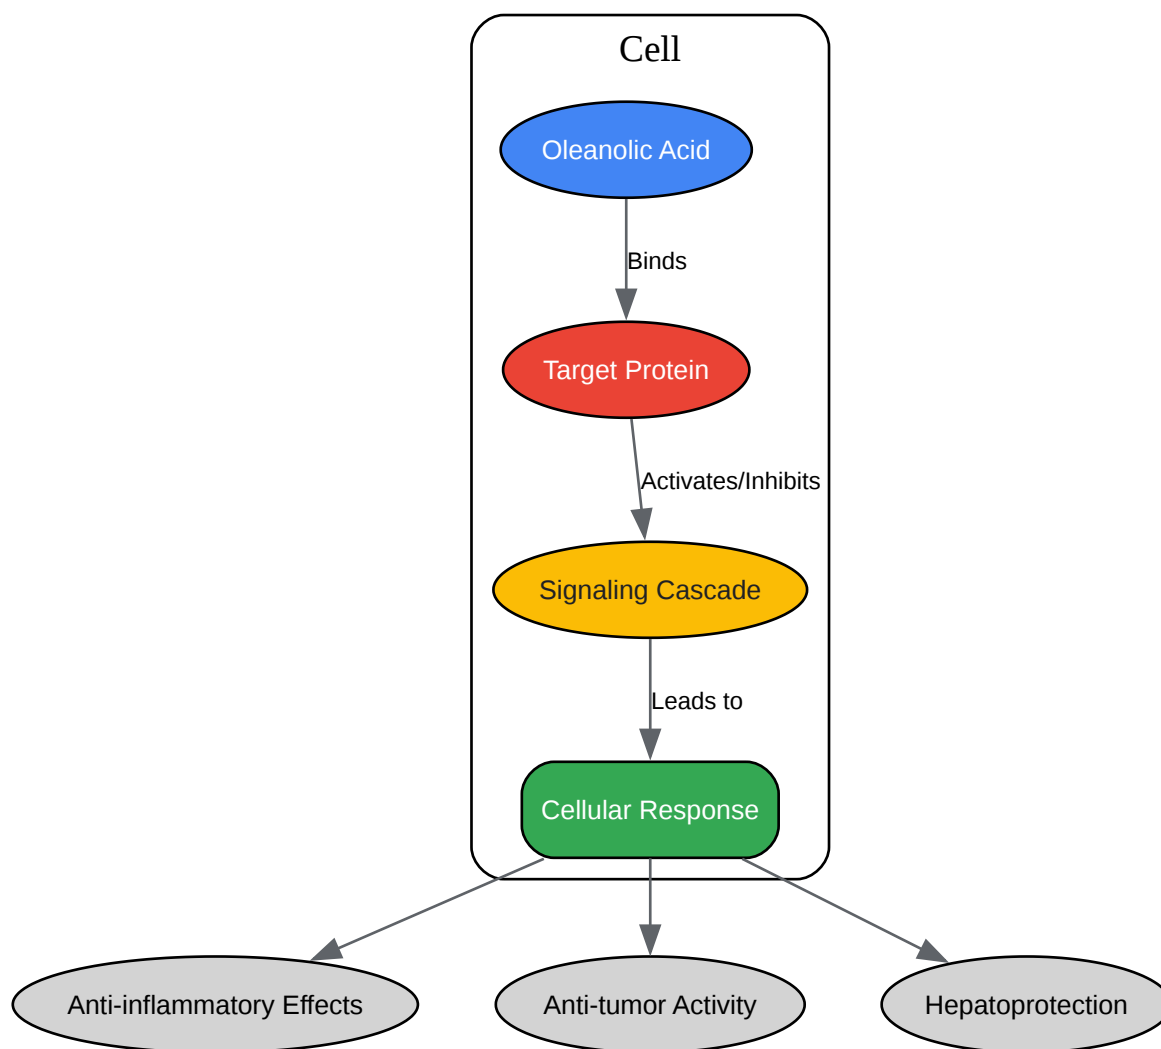 Cell
Oleanolic Acid
Binds
Target Protein
Activates/Inhibits
Signaling Cascade
Leads to
Cellular Response
Anti-inflammatory Effects
Anti-tumor Activity
Hepatoprotection